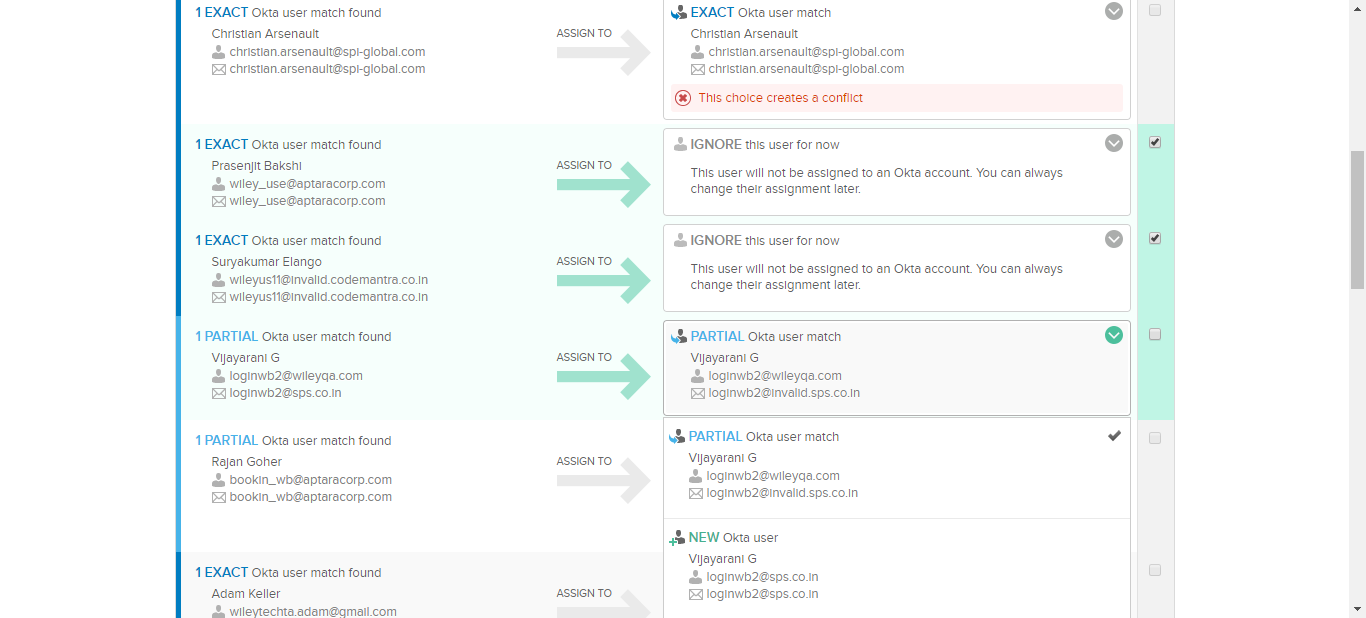 1 EXACT Okta user match found
Christian Arsenault
christian.arsenault@spi-global.com
christian.arsenault@spi-global.com
ASSIGN TO
EXACT Okta user match
Christian Arsenault
christian.arsenault@spi-global.com
christian.arsenault@spi-global.com
This choice creates a conflict
1 EXACT Okta user match found
Prasenjit Bakshi
wiley_use@aptaracorp.com
wiley_use@aptaracorp.com
ASSIGN TO
IGNORE this user for now
This user will not be assigned to an Okta account. You can always
change their assignment later.
1 EXACT Okta user match found
Suryakumar Elango
wileyus11@invalid.codemantra.co.in
wileyus11@invalid.codemantra.co.in
ASSIGN TO
IGNORE this user for now
This user will not be assigned to an Okta account. You can always
change their assignment later.
1 PARTIAL Okta user match found
Vijayarani G
loginwb2@wileyqa.com
loginwb2@sps.co.in
ASSIGN TO
PARTIAL Okta user match
Vijayarani G
loginwb2@wileyqa.com
loginwb2@invalid.sps.co.in
1 PARTIAL Okta user match found
Rajan Goher
bookin_wb@aptaracorp.com
bookin_wb@aptaracorp.com
ASSIGN TO
PARTIAL Okta user match
Vijayarani G
loginwb2@wileyqa.com
loginwb2@invalid.sps.co.in
NEW Okta user
Vijayarani G
loginwb2@sps.co.in
loginwb2@sps.co.in
1 EXACT Okta user match found
Adam Keller
wileytechta.adam@gmail.com
ASSIGN TO